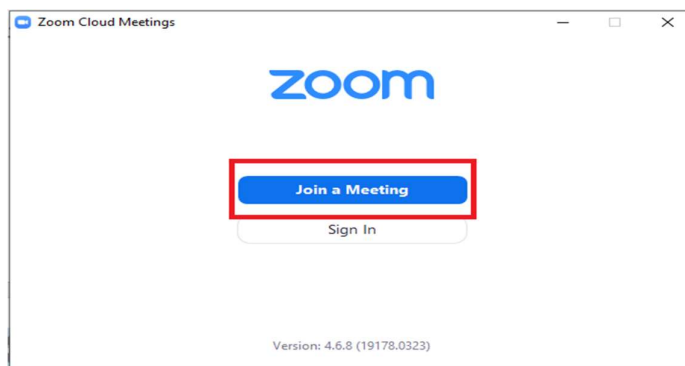 Zoom Cloud Meetings
zoom
Join a Meeting
Sign In
Version: 4.6.8 (19178.0323)